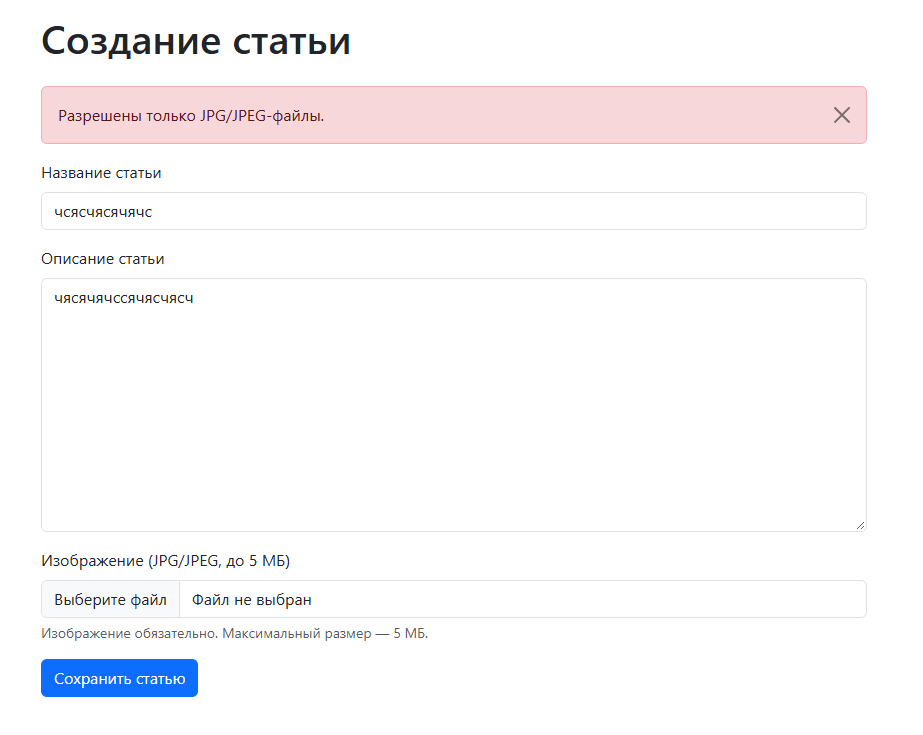 Создание статьи
Разрешены только JPG/JPEG-файлы.
Название статьи
чсясчясячячс
Описание статьи
чясячячссячясчясч
Изображение (JPG/JPEG, до 5 МБ)
Выберите файл Файл не выбран
Изображение обязательно. Максимальный размер — 5 МБ.
Сохранить статью